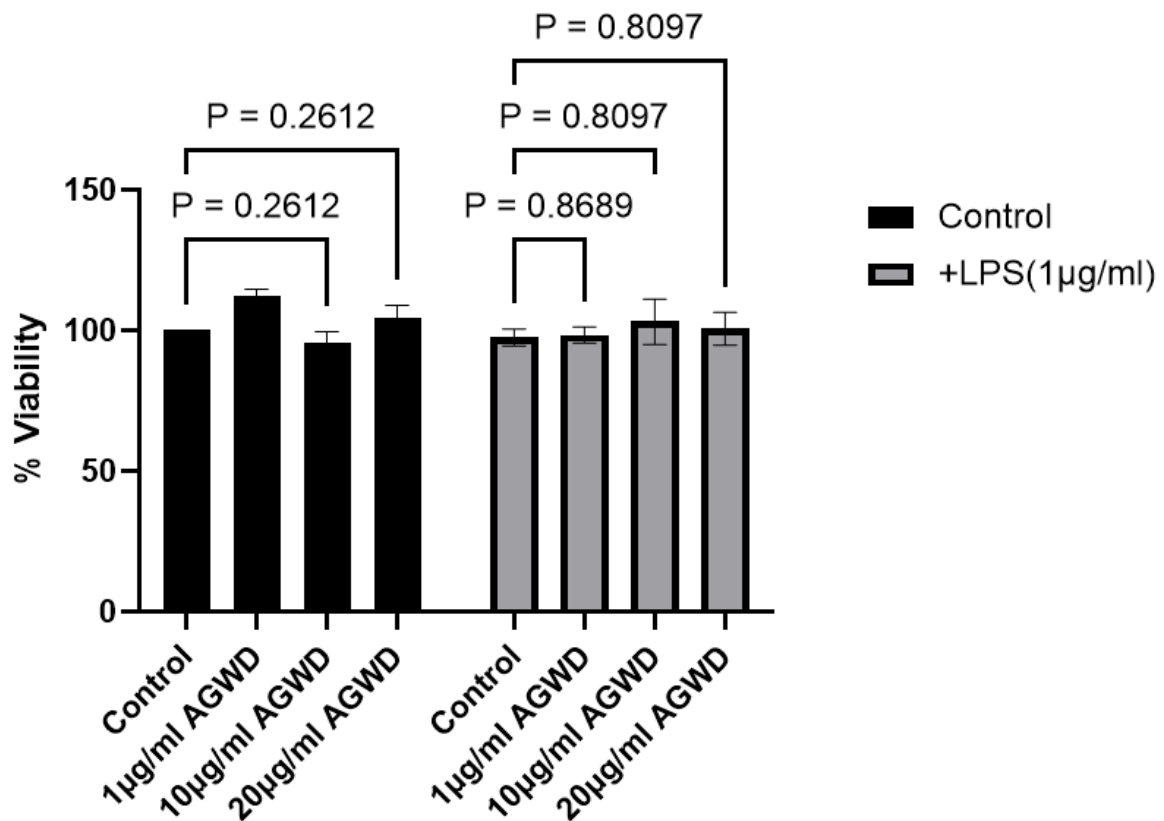 P = 0.8097
P = 0.2612
P = 0.8097
P = 0.2612
P = 0.8689
150
100
50
0
% Viability
Control
+LPS(1µg/ml)
Control
1µg/ml AGWD
10µg/ml AGWD
20µg/ml AGWD
Control
1µg/ml AGWD
10µg/ml AGWD
20µg/ml AGWD